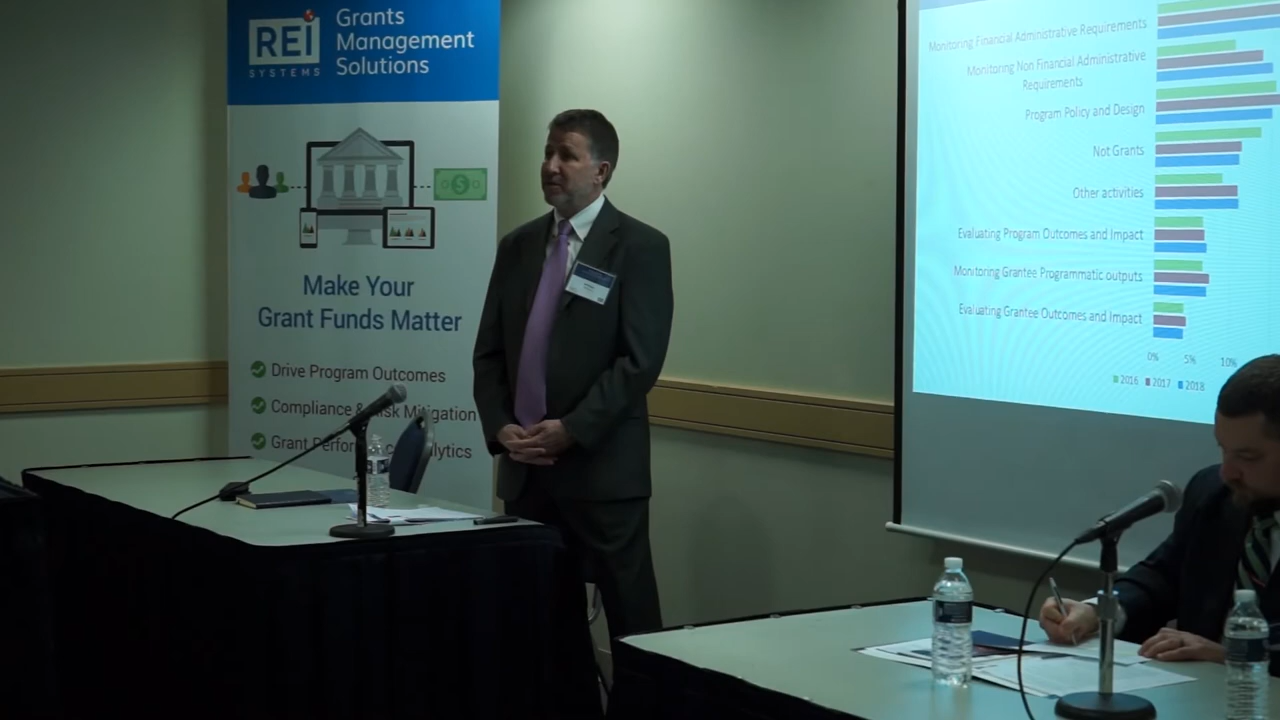 REI
SYSTEMS
Grants
Management
Solutions
Make Your
Grant Funds Matter
Drive Program Outcomes
Compliance & Risk Mitigation
Grant
Monitoring Financial Administrative Requirements
Monitoring Non Financial Administrative
Requirements
Program Policy and Design
Not Grants
Other activities
Evaluating Program Outcomes and Impact
Monitoring Grantee Programmatic outputs
Evaluating Grantee Outcomes and Impact
0% 5% 10%
2016 2017 2018